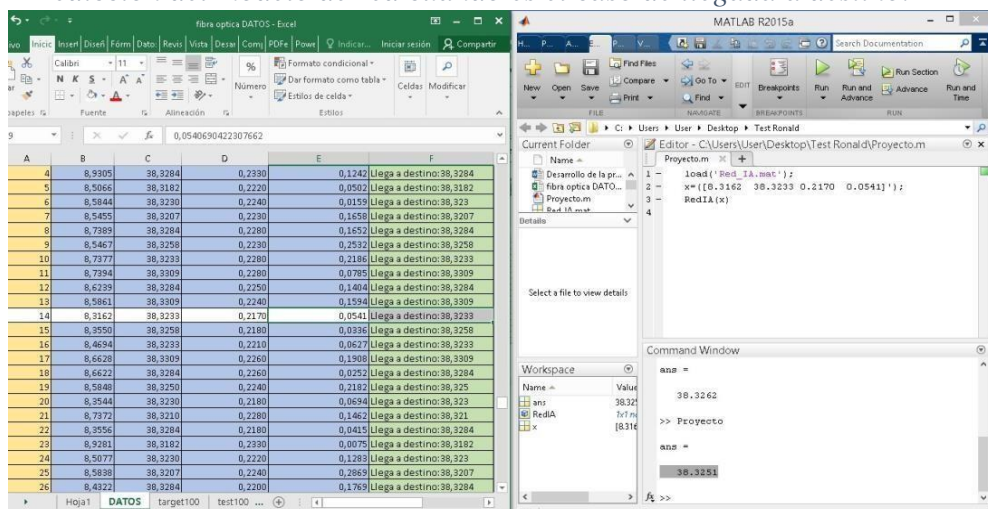 fibra optica DATOS - Excel
Inicio Insert Diseñ Fórm Dato: Revis Vista Desar Comp PDFe Powe Indicar... Iniciar sesión Compartir
Calibri 11
N K S
Número
Formato condicional
Dar formato como tabla
Estilos de celda
Celdas Modificar
Fuente Alineación Estilos
fx 0,0540690422307662
A B C D E F
4 8,9305 38,3284 0,2330 0,1242 Llega a destino:38,3284
5 8,5066 38,3182 0,2220 0,0502 Llega a destino:38,3182
6 8,5844 38,3230 0,2240 0,0159 Llega a destino:38,323
7 8,5455 38,3207 0,2230 0,1658 Llega a destino:38,3207
8 8,7389 38,3284 0,2280 0,1652 Llega a destino:38,3284
9 8,5467 38,3258 0,2230 0,2532 Llega a destino:38,3258
10 8,7377 38,3233 0,2280 0,2186 Llega a destino:38,3233
11 8,7394 38,3309 0,2280 0,0785 Llega a destino:38,3309
12 8,6239 38,3284 0,2250 0,1404 Llega a destino:38,3284
13 8,5861 38,3309 0,2240 0,1594 Llega a destino:38,3309
14 8,3162 38,3233 0,2170 0,0541 Llega a destino:38,3233
15 8,3550 38,3258 0,2180 0,0336 Llega a destino:38,3258
16 8,4694 38,3233 0,2210 0,0627 Llega a destino:38,3233
17 8,6628 38,3309 0,2260 0,1908 Llega a destino:38,3309
18 8,6622 38,3284 0,2260 0,0252 Llega a destino:38,3284
19 8,5848 38,3250 0,2240 0,2182 Llega a destino:38,325
20 8,3544 38,3230 0,2180 0,0694 Llega a destino:38,323
21 8,7372 38,3210 0,2280 0,1462 Llega a destino:38,321
22 8,3556 38,3284 0,2180 0,0415 Llega a destino:38,3284
23 8,9281 38,3182 0,2330 0,0075 Llega a destino:38,3182
24 8,5077 38,3230 0,2220 0,1283 Llega a destino:38,323
25 8,5838 38,3207 0,2240 0,2869 Llega a destino:38,3207
26 8,4322 38,3284 0,2200 0,1769 Llega a destino:38,3284
Hoja1 DATOS target100 test100 ...
MATLAB R2015a
H... P... A... E... P... V...
Search Documentation
New Open Save
Find Files
Compare
Print
Go To
Find
EDIT Breakpoints Run Run and Advance
Run Section
Advance
Run and Time
FILE NAVIGATE BREAKPOINTS RUN
C: Users User Desktop Test Ronald
Current Folder
Name
Desarrollo de la pr...
fibra optica DATO...
Proyecto.m
Red_IA.mat
Details
Select a file to view details
Editor - C:\Users\User\Desktop\Test Ronald\Proyecto.m
Proyecto.m
1 - load('Red_IA.mat');
2 - x=([8.3162 38.3233 0.2170 0.0541]');
3 - RedIA(x)
4
Workspace
Name Value
ans 38.325
RedIA 1x1 n
x [8.316
Command Window
ans =
38.3262
>> Proyecto
ans =
38.3251
fx >>